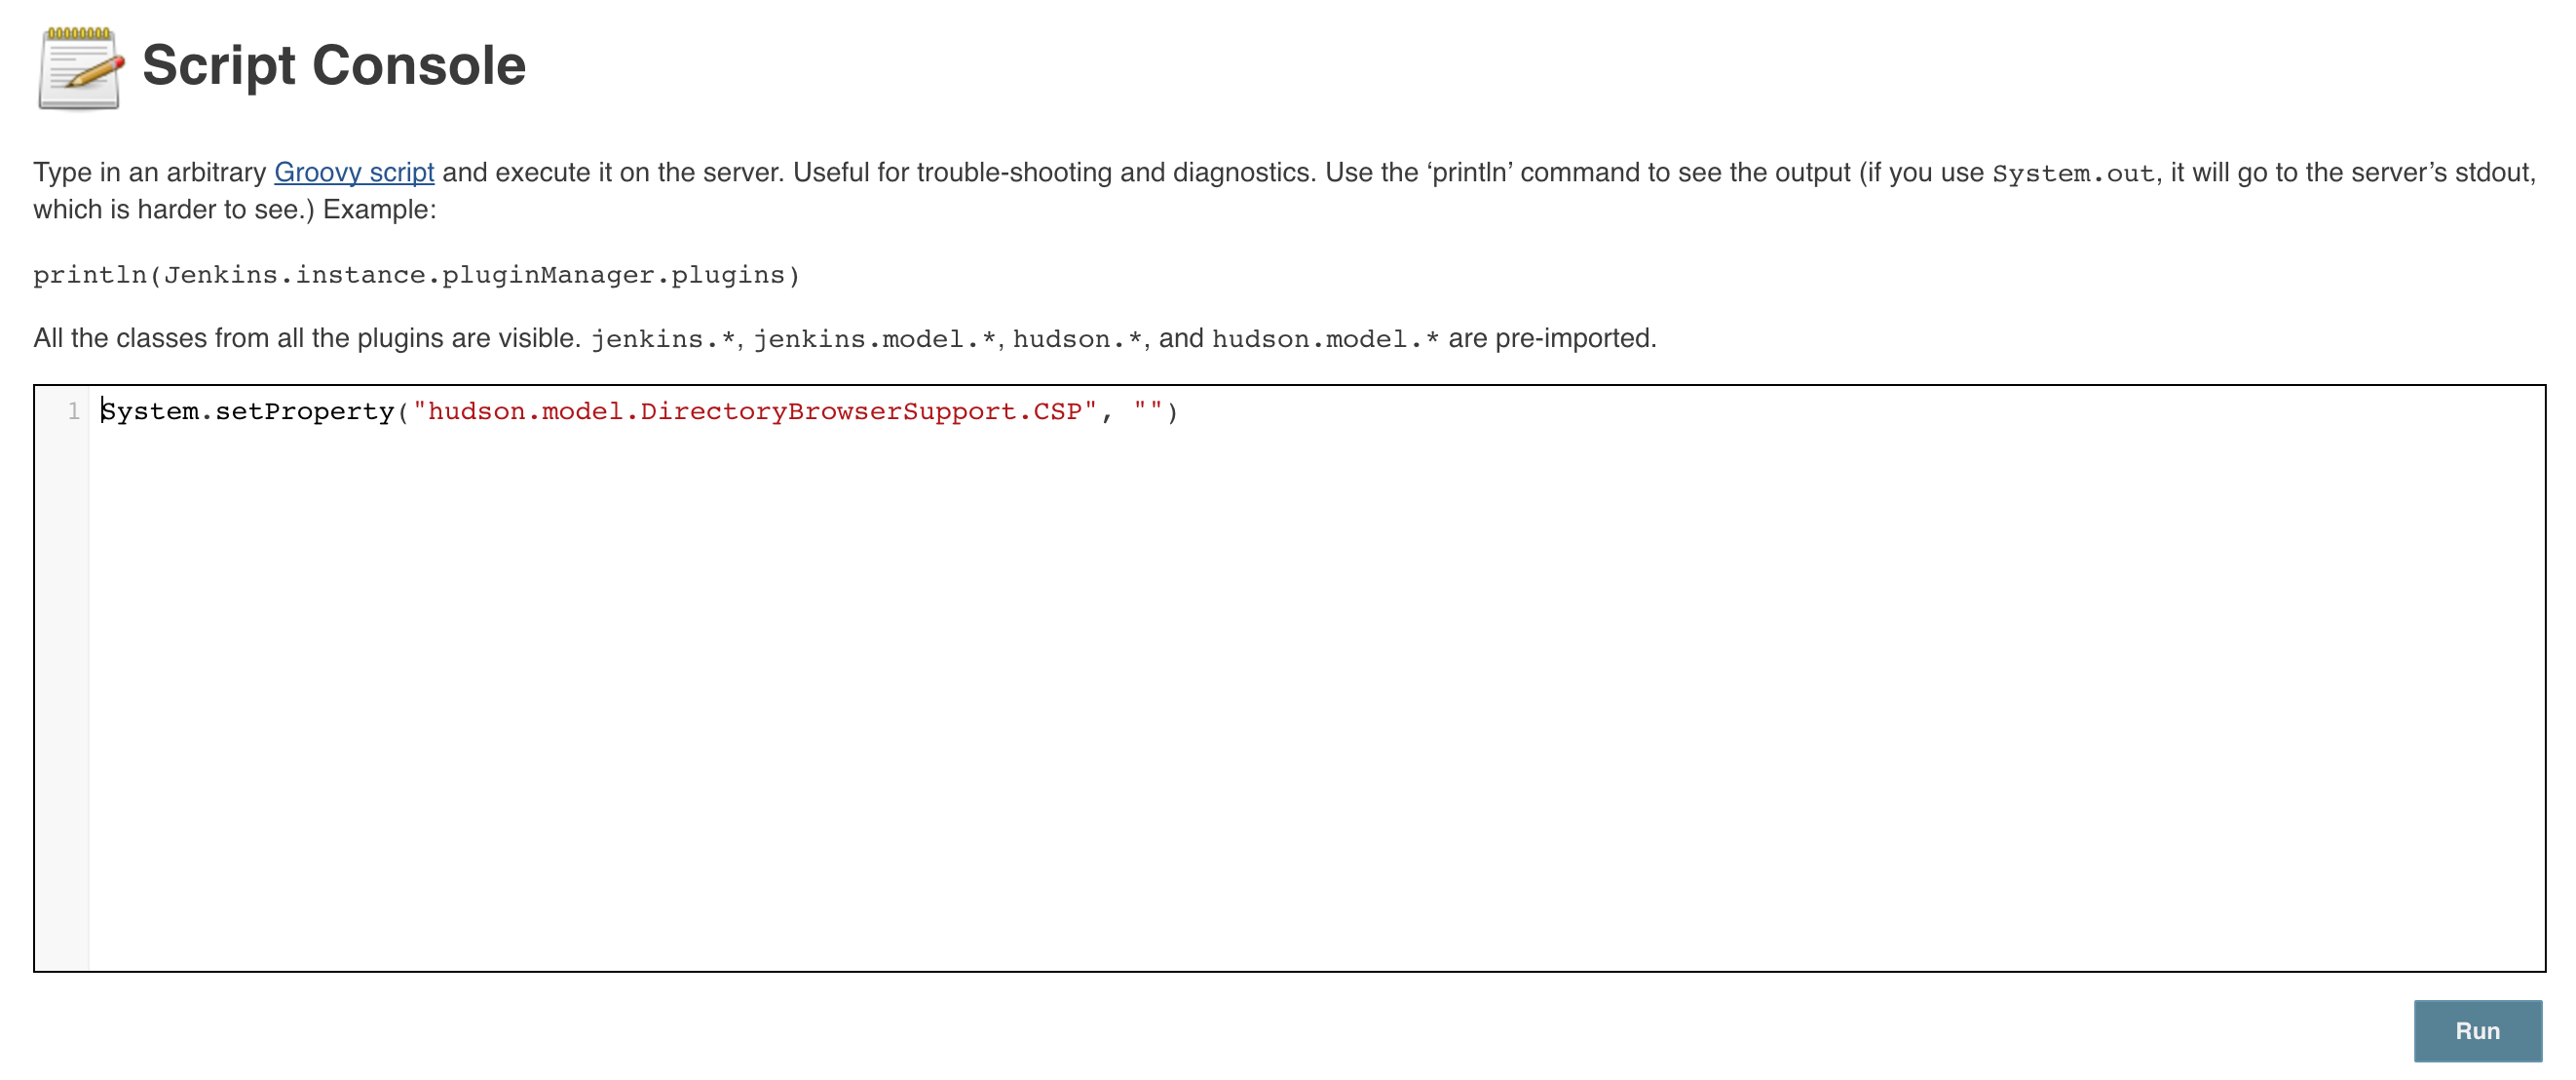 Script Console
Type in an arbitrary Groovy script and execute it on the server. Useful for trouble-shooting and diagnostics. Use the ‘println’ command to see the output (if you use System.out, it will go to the server’s stdout,
which is harder to see.) Example:
println(Jenkins.instance.pluginManager.plugins)
All the classes from all the plugins are visible. jenkins.*, jenkins.model.*, hudson.*, and hudson.model.* are pre-imported.
1 System.setProperty("hudson.model.DirectoryBrowserSupport.CSP", "")
Run